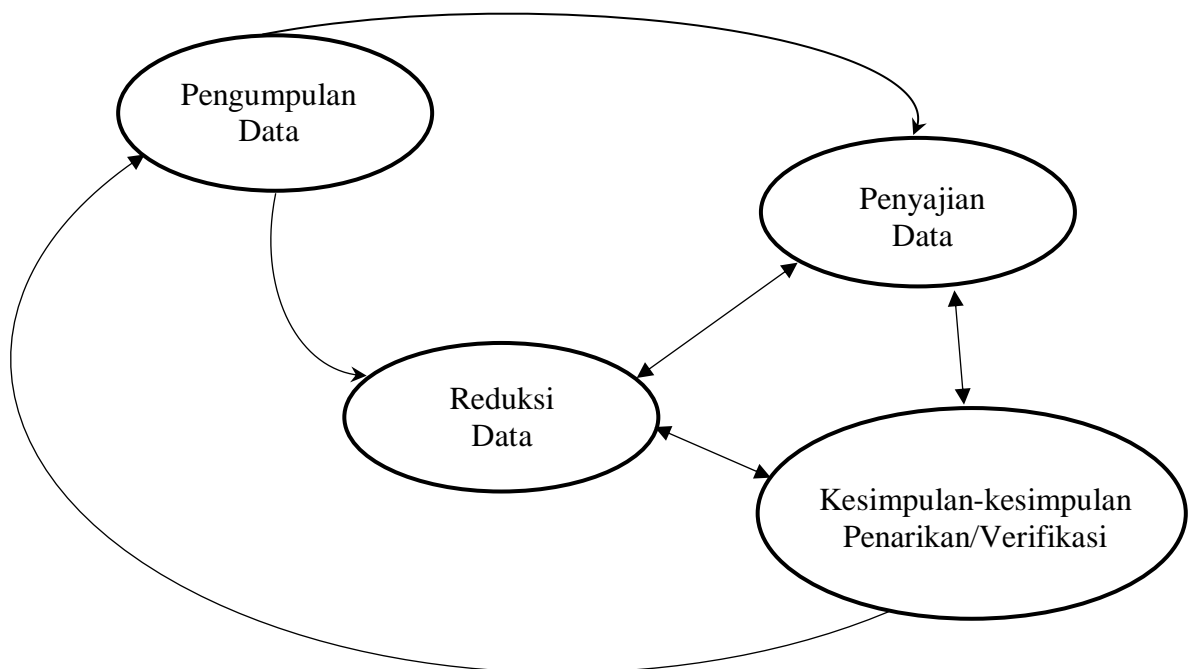 Pengumpulan
Data
Penyajian
Data
Reduksi
Data
Kesimpulan-kesimpulan
Penarikan/Verifikasi